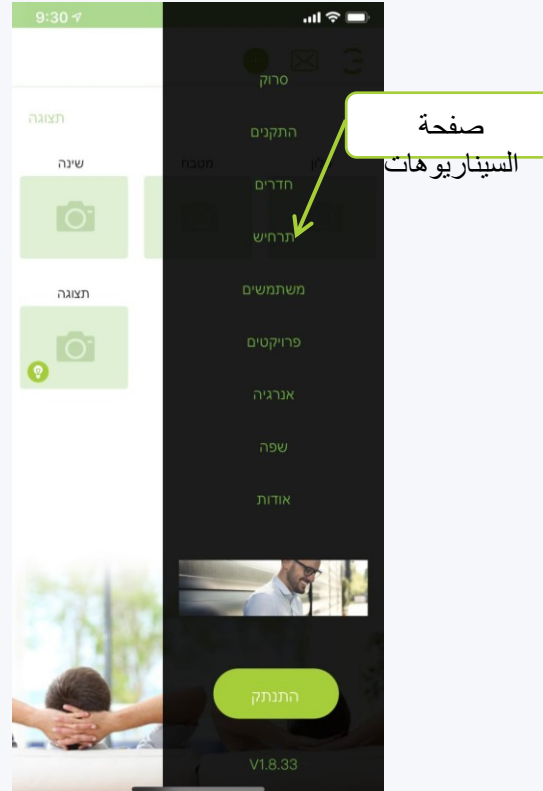 9:30
סרוק
תצוגה
התקנים
שינה
מטבח
חדרים
תרחיש
תצוגה
משתמשים
פרויקטים
אנרגיה
שפה
אודות
התנתק
V1.8.33
صفحة
السيناريوهات